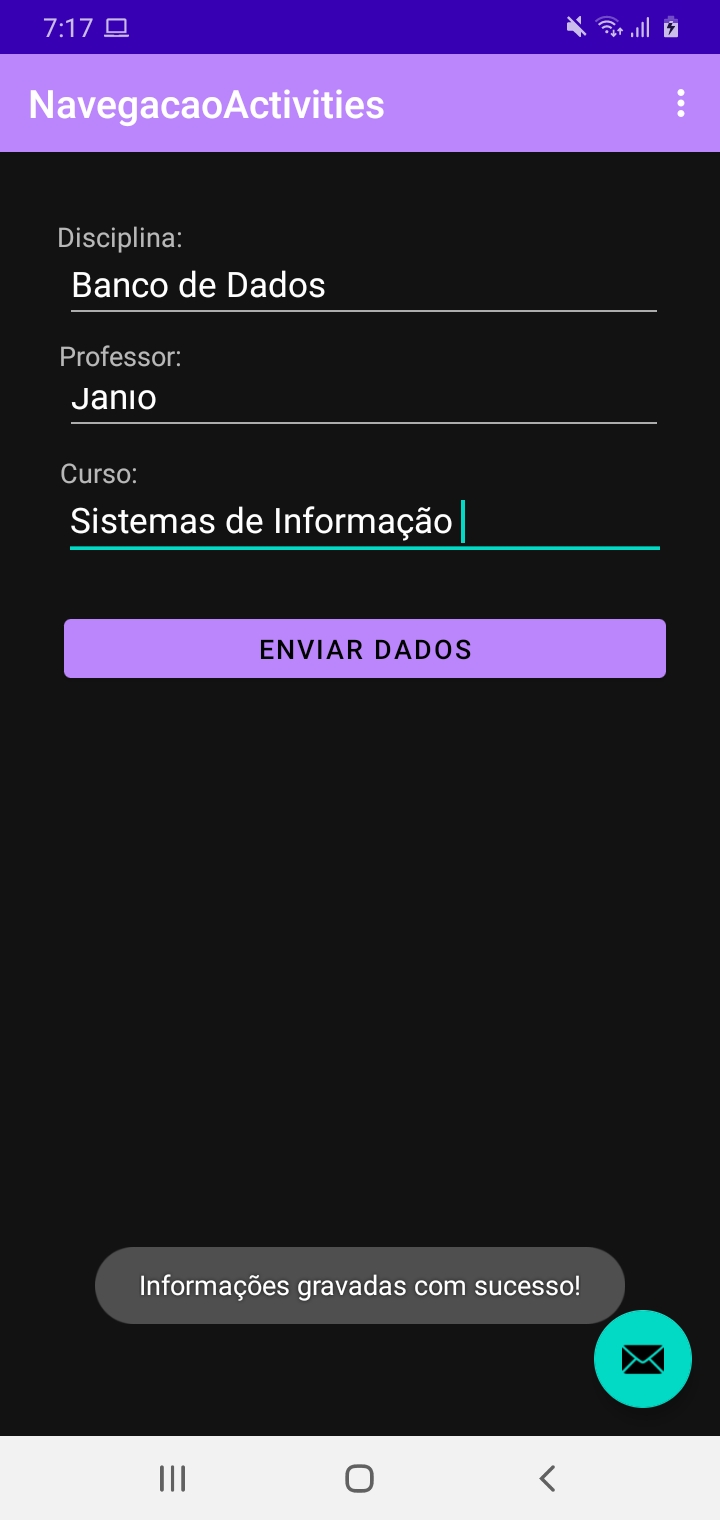 7:17
NavegacaoActivities
Disciplina:
Banco de Dados
Professor:
Janio
Curso:
Sistemas de Informação
ENVIAR DADOS
Informações gravadas com sucesso!